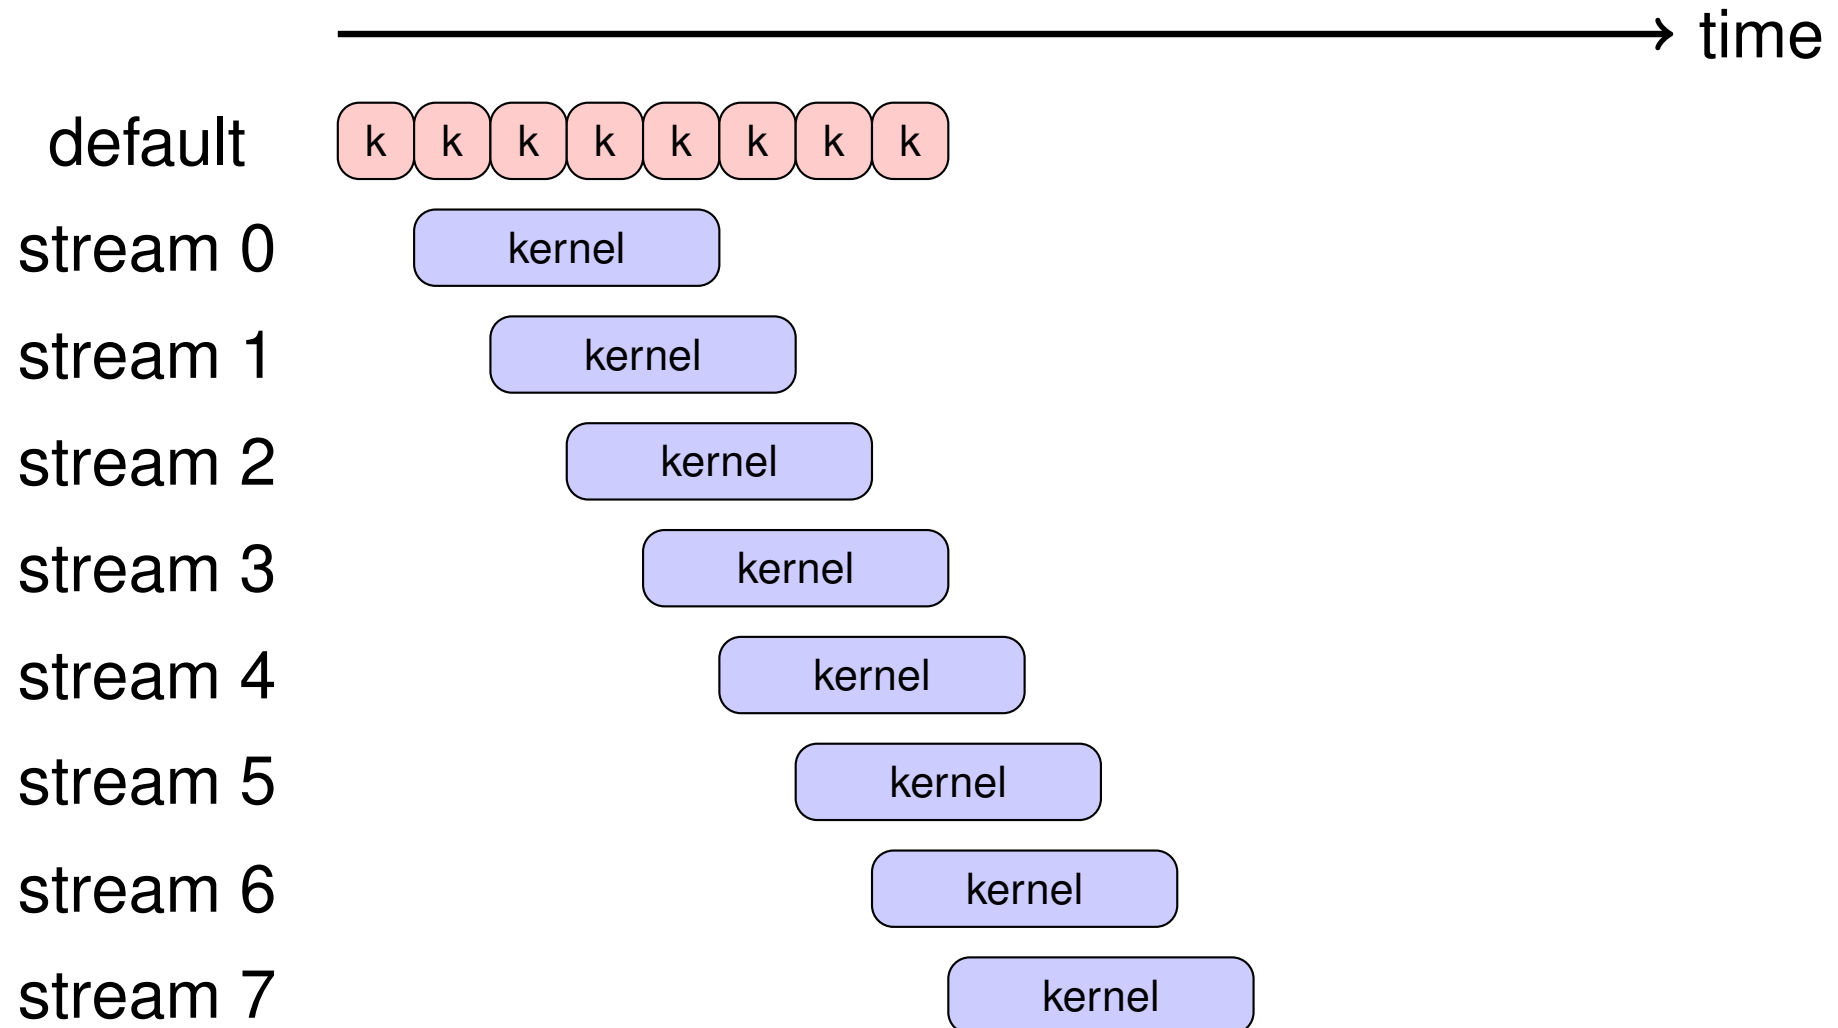 time
default k k k k k k k k
stream 0 kernel
stream 1 kernel
stream 2 kernel
stream 3 kernel
stream 4 kernel
stream 5 kernel
stream 6 kernel
stream 7 kernel